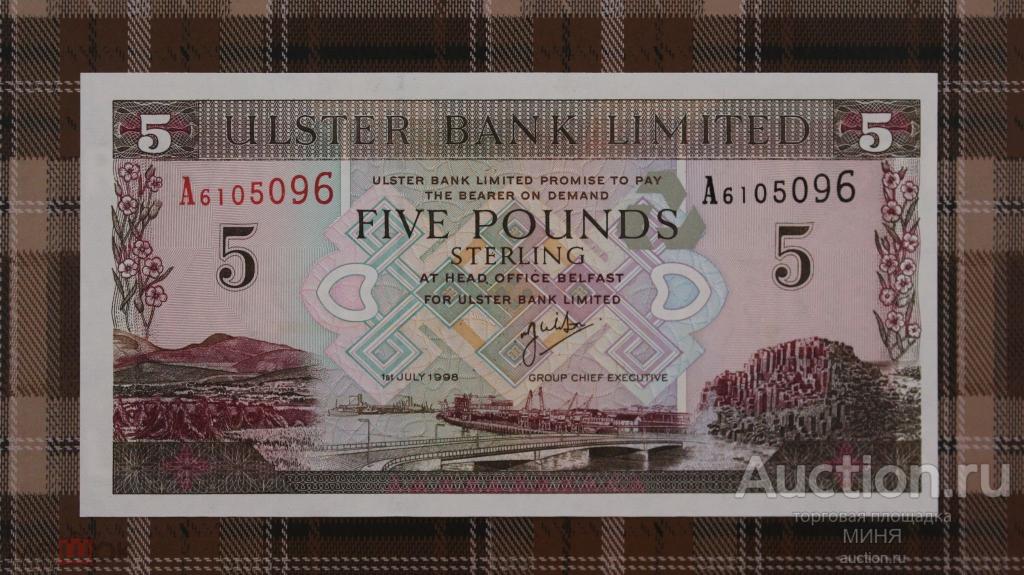 5 ULSTER BANK LIMITED 5
A6105096 A6105096
ULSTER BANK LIMITED PROMISE TO PAY
THE BEARER ON DEMAND
FIVE POUNDS
STERLING
5 5
AT HEAD OFFICE BELFAST
FOR ULSTER BANK LIMITED
1ST JULY 1998 GROUP CHIEF EXECUTIVE
Auction.ru
торговая площадка
МИНЯ
auction.ru